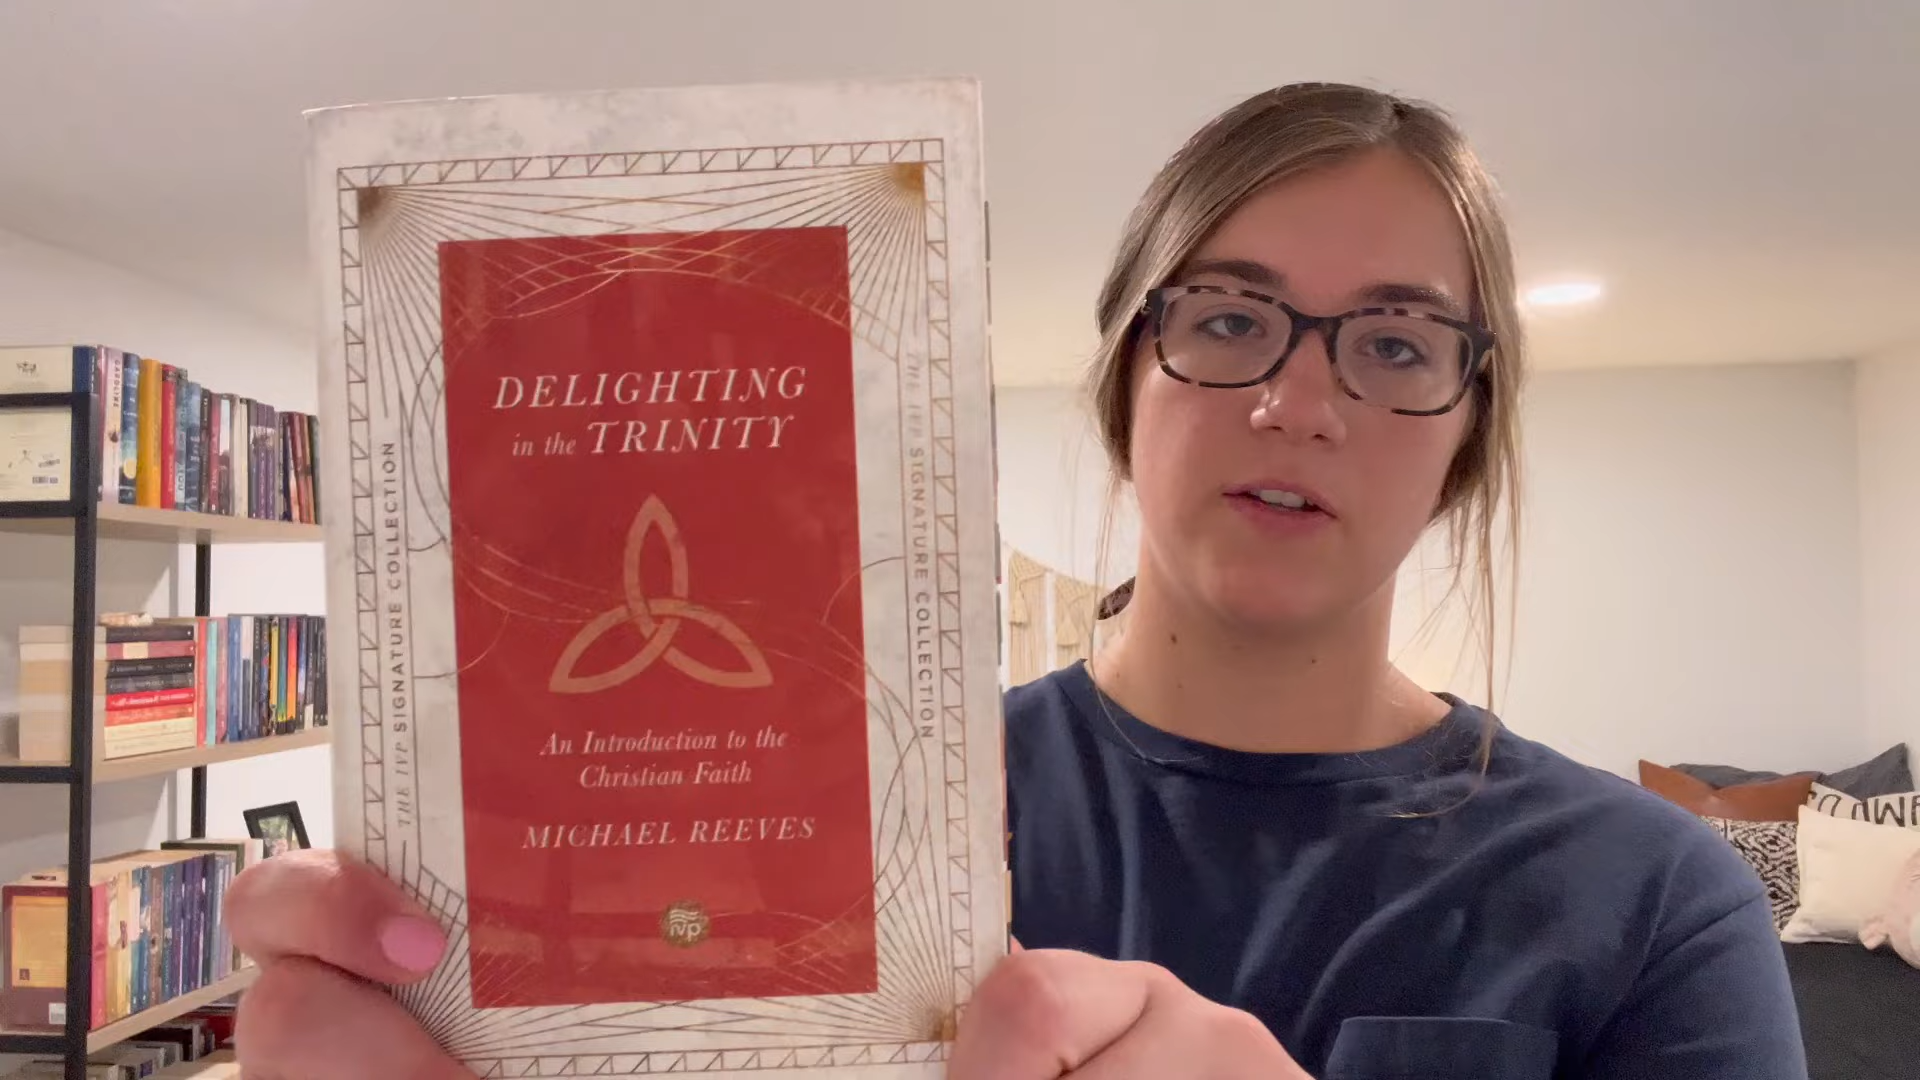 DELIGHTING
in the TRINITY
An Introduction to the
Christian Faith
MICHAEL REEVES
ivp
THE IVP SIGNATURE COLLECTION
THE IVP SIGNATURE COLLECTION